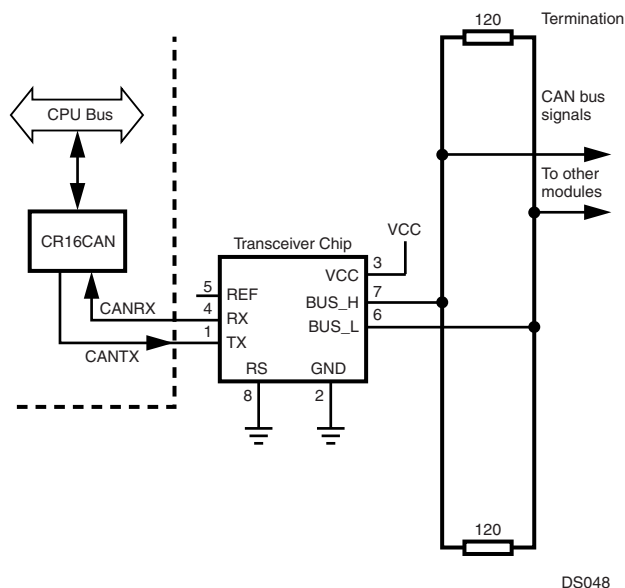 120
Termination
CPU Bus
CAN bus
signals
To other
modules
CR16CAN
Transceiver Chip
VCC
3
VCC
5
REF
7
BUS_H
CANRX
4
RX
6
BUS_L
1
TX
CANTX
RS
GND
8
2
120
DS048